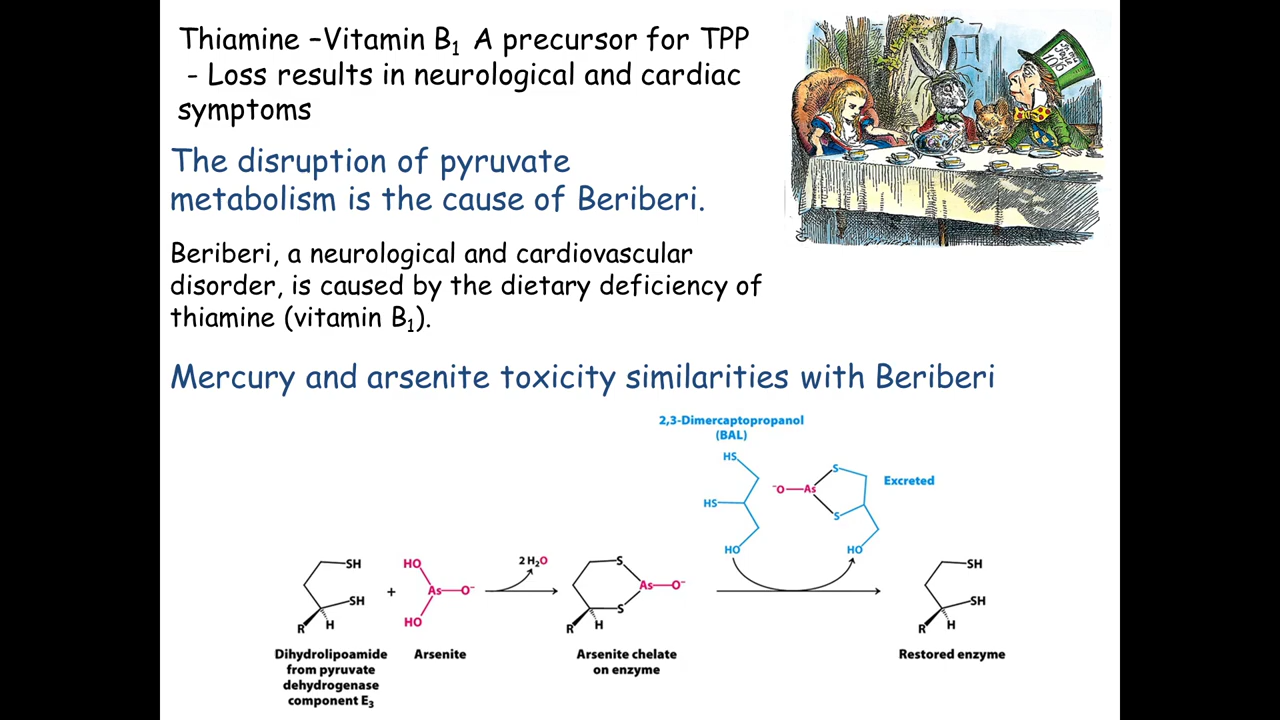 Thiamine –Vitamin B₁ A precursor for TPP
- Loss results in neurological and cardiac
symptoms
The disruption of pyruvate
metabolism is the cause of Beriberi.
Beriberi, a neurological and cardiovascular
disorder, is caused by the dietary deficiency of
thiamine (vitamin B₁).
Mercury and arsenite toxicity similarities with Beriberi
2,3-Dimercaptopropanol
(BAL)
HS
HS
HO
⁻O
As
S
S
HO
Excreted
SH
SH
R
H
+
HO
As
O⁻
HO
2 H₂O
S
S
As
O⁻
R
H
SH
SH
R
H
Dihydrolipoamide
from pyruvate
dehydrogenase
component E₃
Arsenite
Arsenite chelate
on enzyme
Restored enzyme